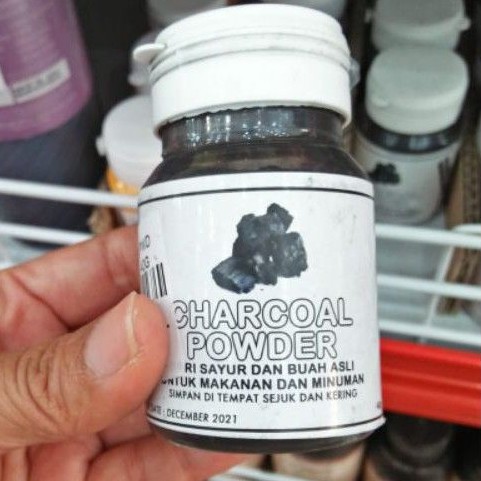 CHARCOAL
POWDER
RI SAYUR DAN BUAH ASLI
UNTUK MAKANAN DAN MINUMAN
SIMPAN DI TEMPAT SEJUK DAN KERING
DATE: DECEMBER 2021